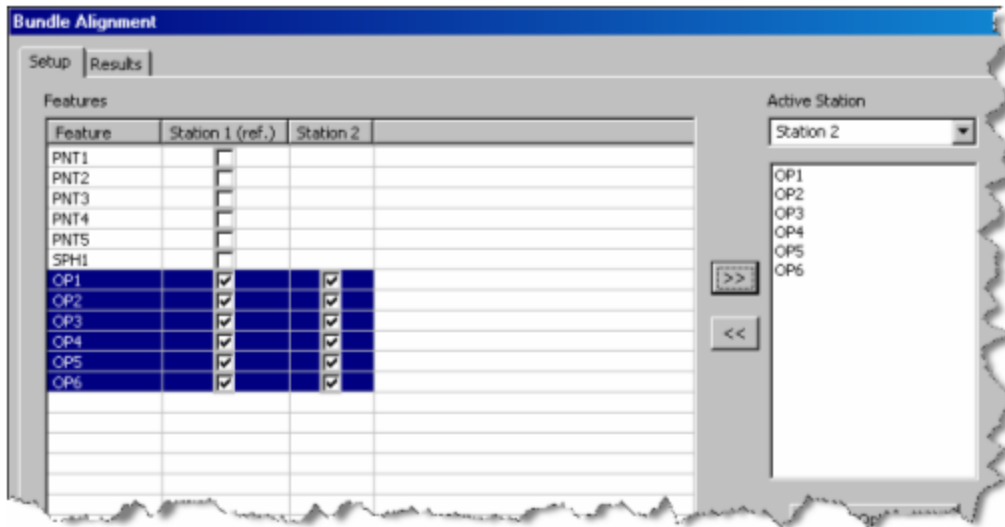 Bundle Alignment
Setup Results
Features
Active Station
Feature Station 1 (ref.) Station 2
Station 2
PNT1
PNT2
PNT3
PNT4
PNT5
SPH1
OP1
OP2
OP3
OP4
OP5
OP6
>>
<<
OP1
OP2
OP3
OP4
OP5
OP6